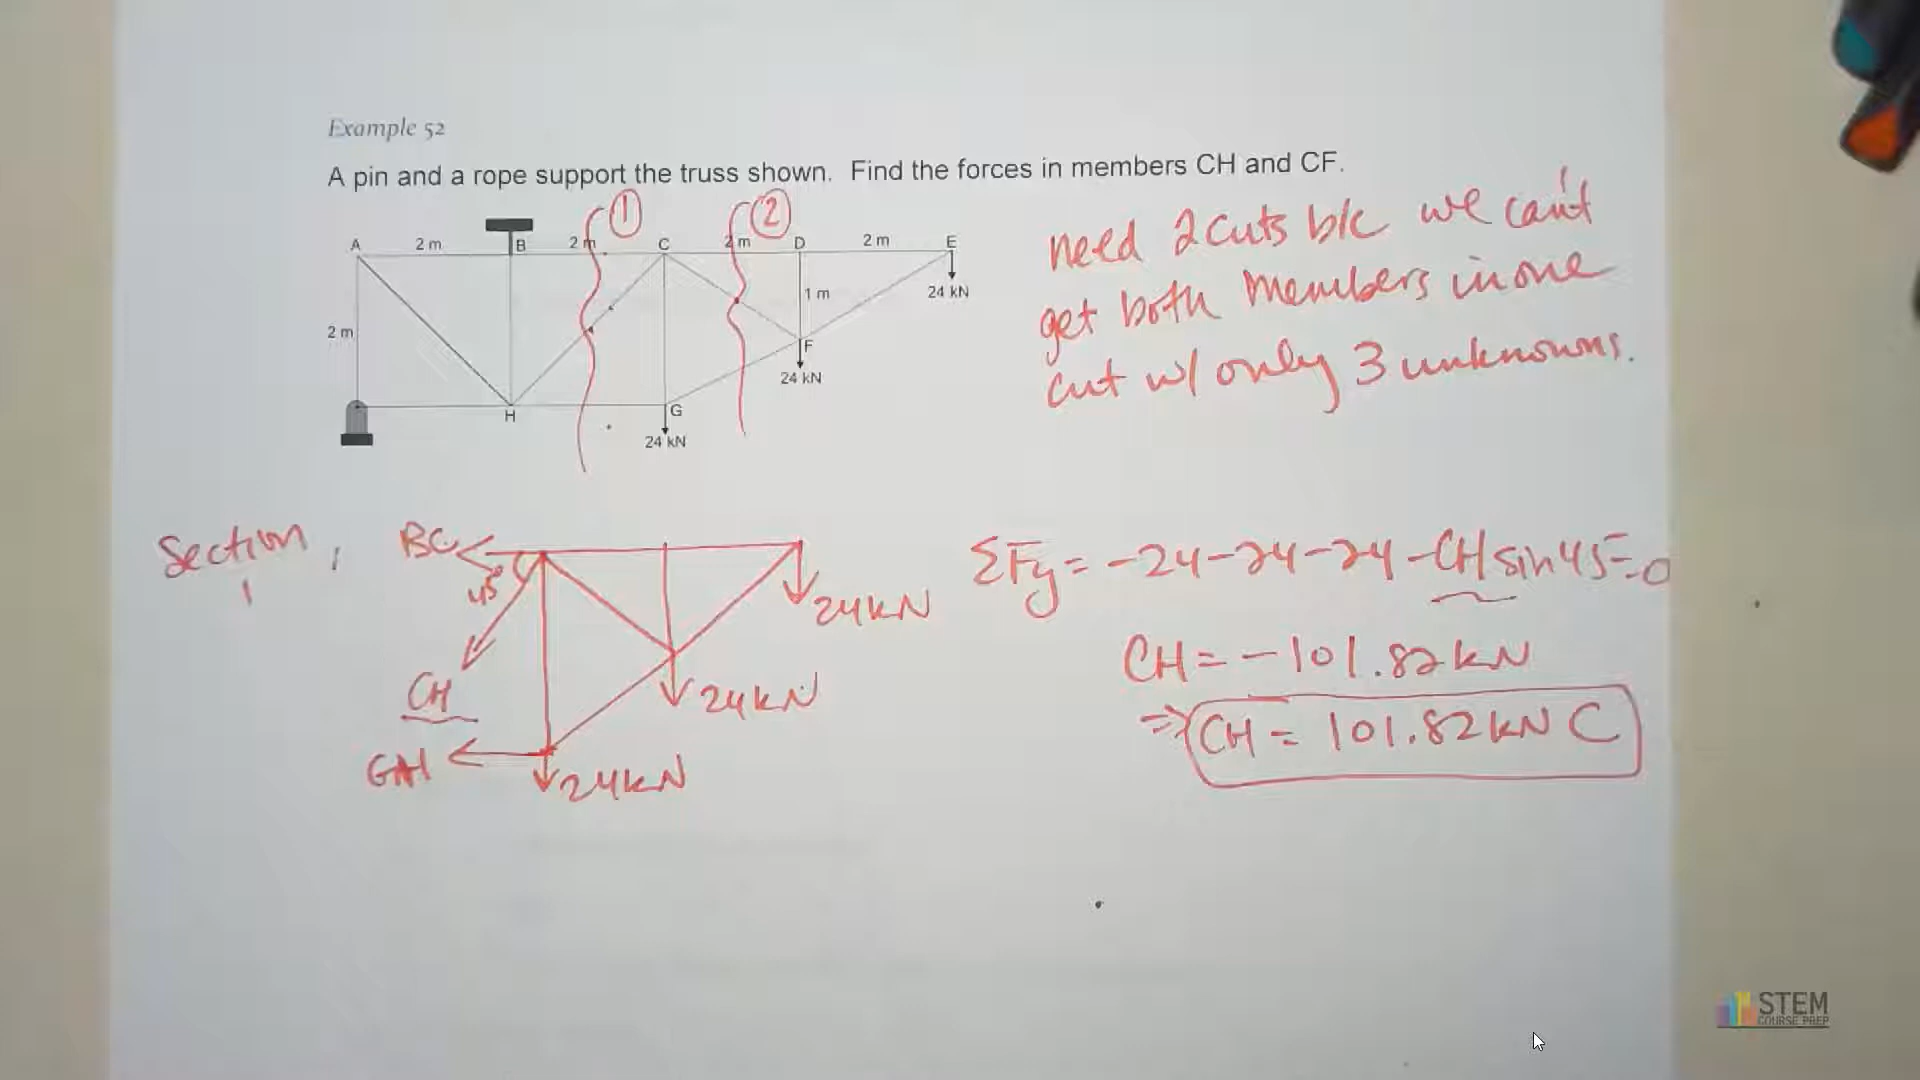 Example 52
A pin and a rope support the truss shown. Find the forces in members CH and CF.
1
2
need 2 cuts b/c we can't
get both members in one
cut w/ only 3 unknowns.
A 2 m B 2 m C 2 m D 2 m E
2 m
1 m
24 kN
F
24 kN
H
G
24 kN
Section 1
BC
45°
CH
GH
24kN
24kN
24kN
ΣFy = -24-24-24-CHsin45=0
CH = -101.82kN
⇒ CH = 101.82kN C
STEM
COURSE PREP